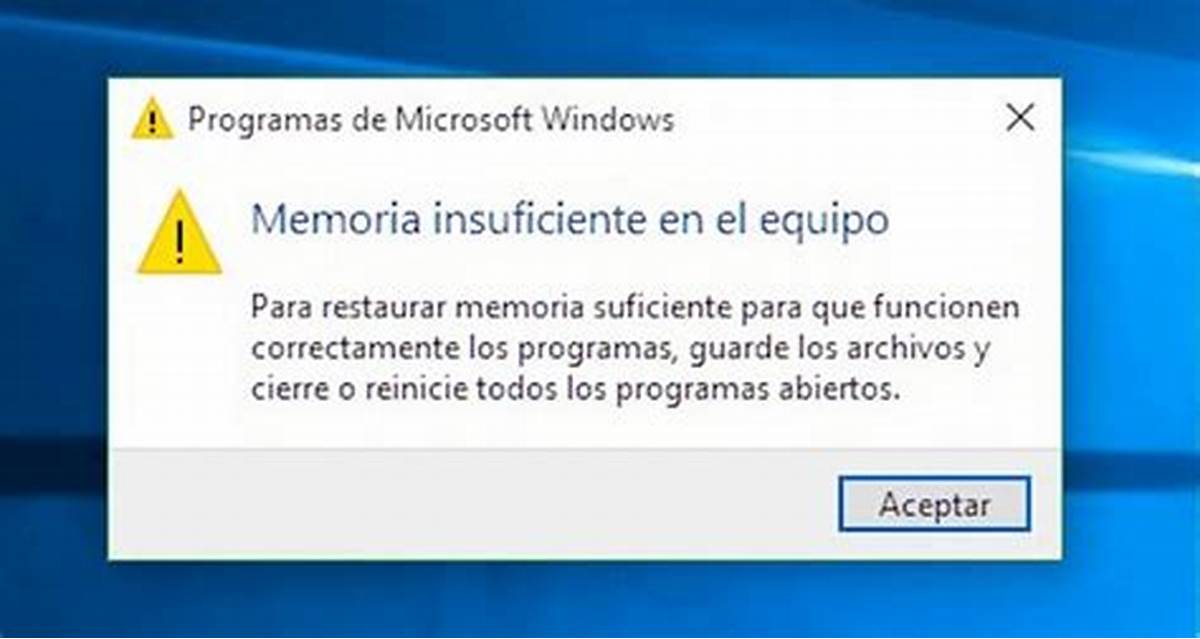 Programas de Microsoft Windows
Memoria insuficiente en el equipo
Para restaurar memoria suficiente para que funcionen
correctamente los programas, guarde los archivos y
cierre o reinicie todos los programas abiertos.
Aceptar